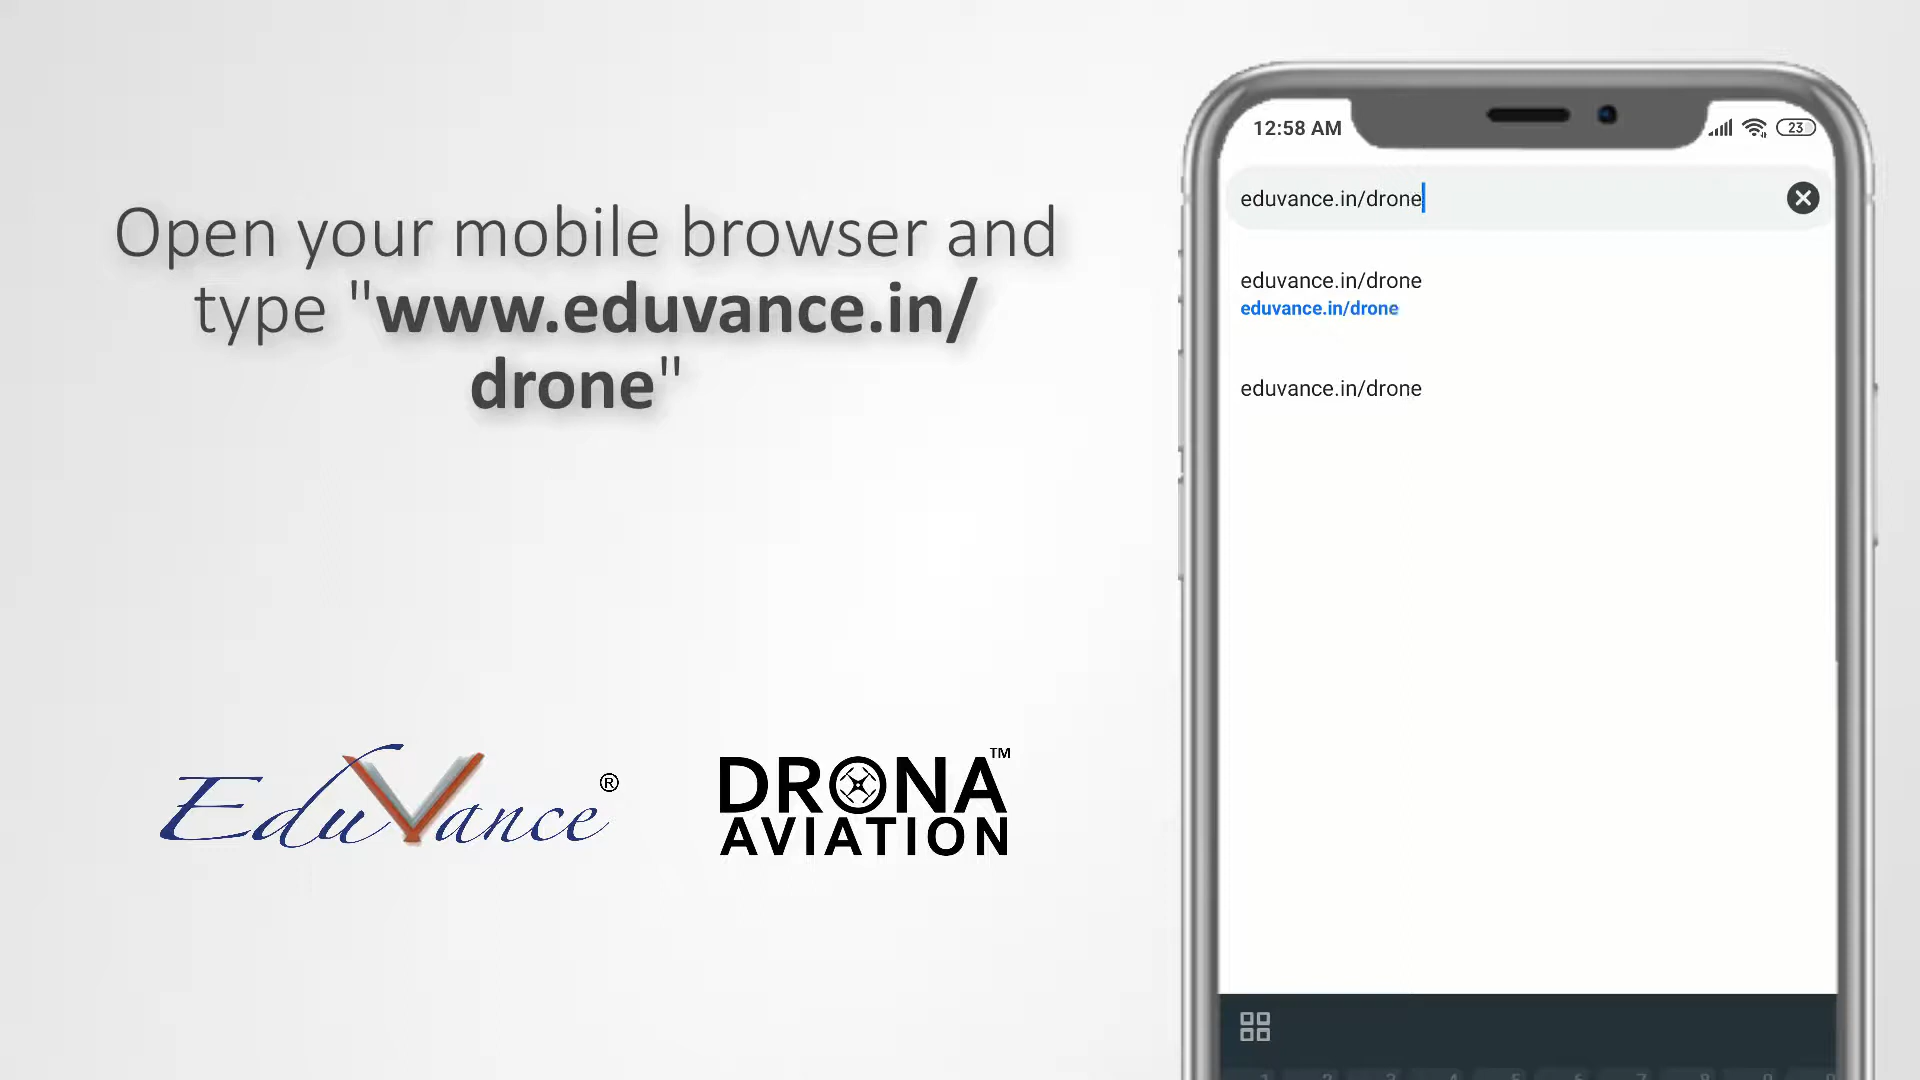 Open your mobile browser and
type "www.eduvance.in/
drone"
EduVance®
DRONA™
AVIATION
12:58 AM
23
eduvance.in/drone
eduvance.in/drone
eduvance.in/drone
eduvance.in/drone